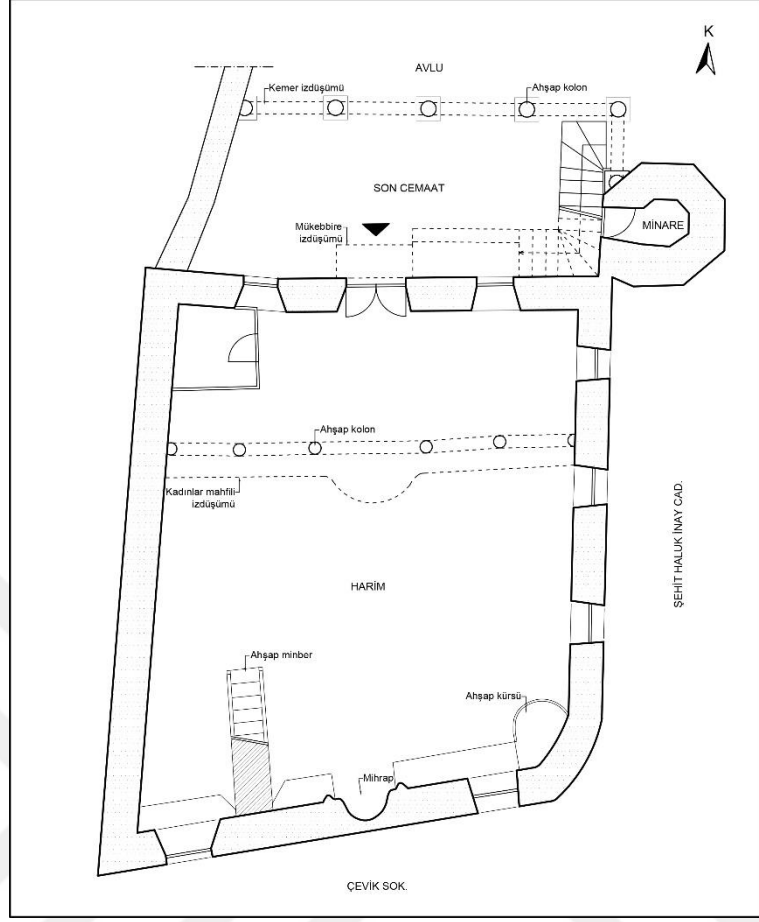 K
AVLU
Kemer izdüşümü
Ahşap kolon
SON CEMAAT
Mükebbire
izdüşümü
MİNARE
Ahşap kolon
Kadınlar mahfili
izdüşümü
ŞEHİT HALUK İNAY CAD.
HARİM
Ahşap minber
Ahşap kürsü
Mihrap
ÇEVİK SOK.